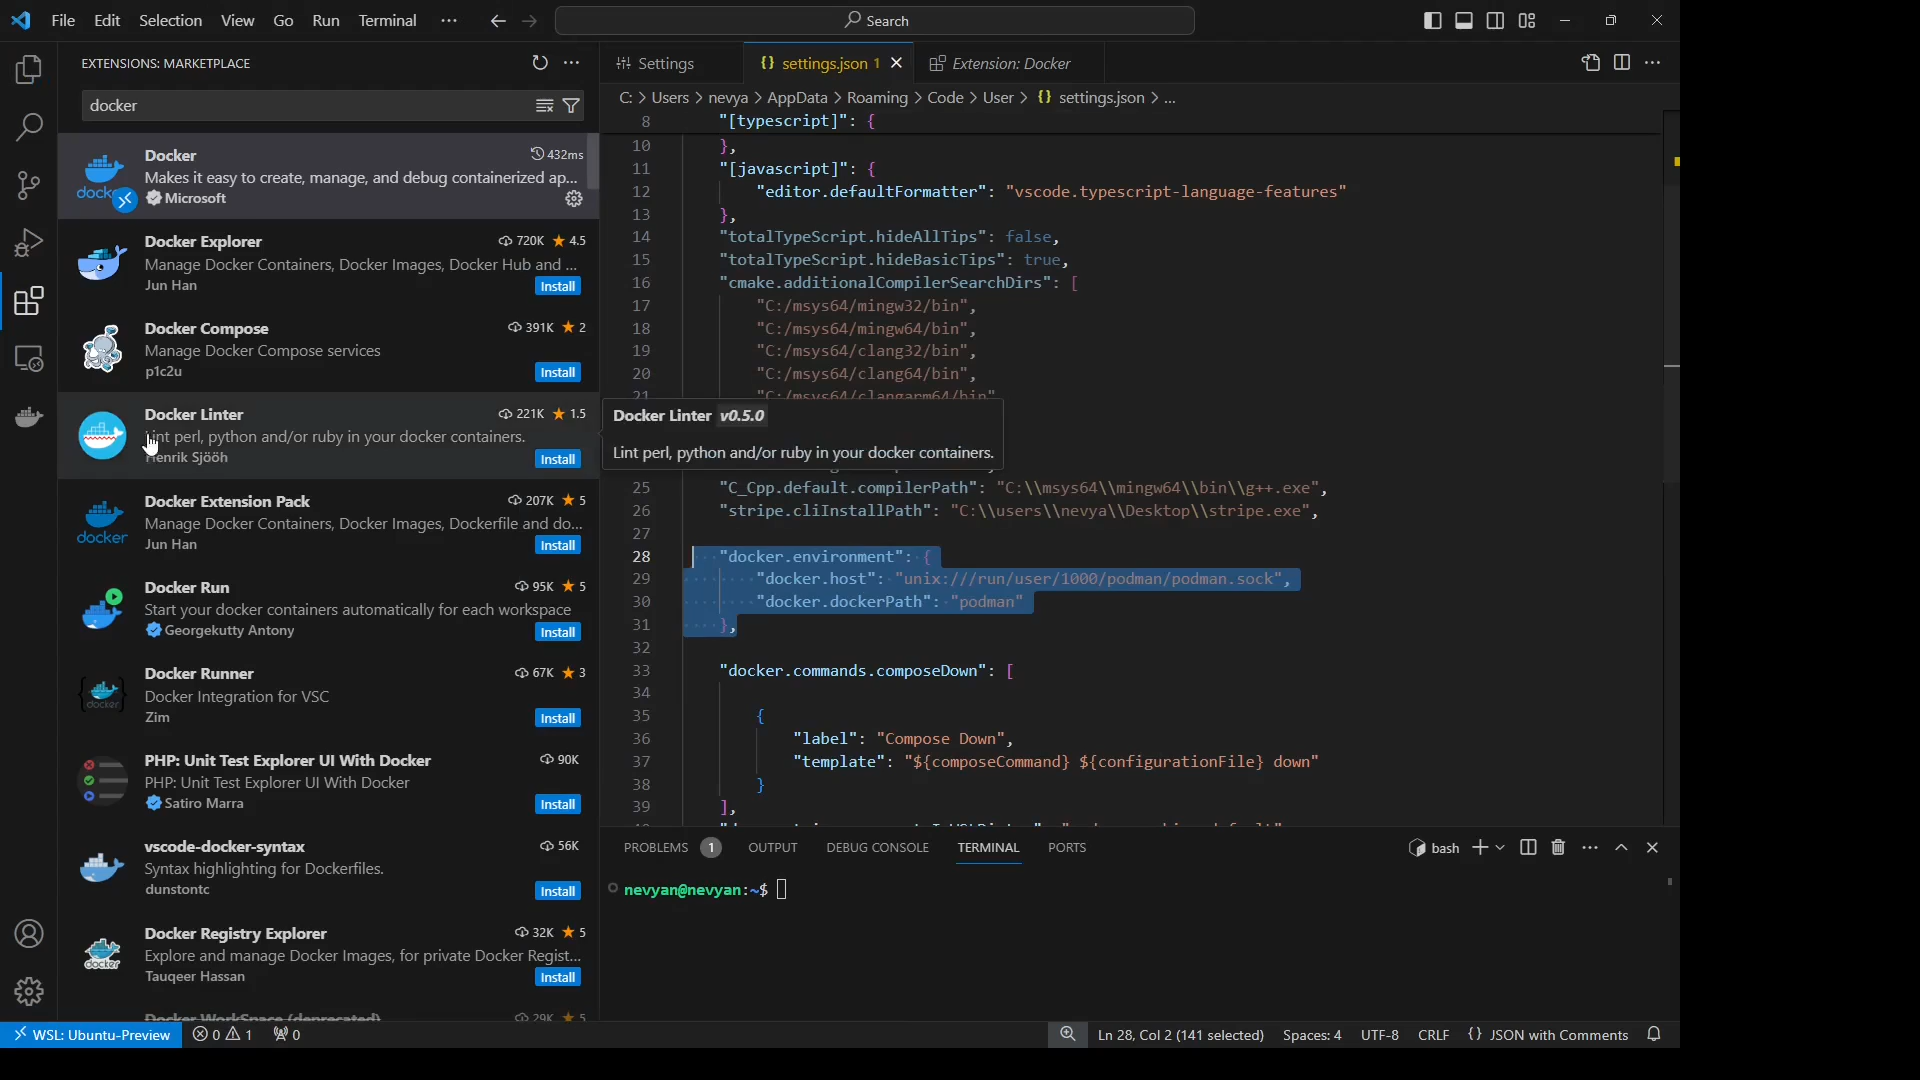 File Edit Selection View Go Run Terminal ···
Search
EXTENSIONS: MARKETPLACE
docker
Docker 432ms
Makes it easy to create, manage, and debug containerized ap...
Microsoft
Docker Explorer 720K 4.5
Manage Docker Containers, Docker Images, Docker Hub and ...
Jun Han Install
Docker Compose 391K 2
Manage Docker Compose services
p1c2u Install
Docker Linter 221K 1.5
Lint perl, python and/or ruby in your docker containers.
Henrik Sjööh Install
Docker Extension Pack 207K 5
Manage Docker Containers, Docker Images, Dockerfile and do...
Jun Han Install
Docker Run 95K 5
Start your docker containers automatically for each workspace
Georgekutty Antony Install
Docker Runner 67K 3
Docker Integration for VSC
Zim Install
PHP: Unit Test Explorer UI With Docker 90K
PHP: Unit Test Explorer UI With Docker
Satiro Marra Install
vscode-docker-syntax 56K
Syntax highlighting for Dockerfiles.
dunstontc Install
Docker Registry Explorer 32K 5
Explore and manage Docker Images, for private Docker Regist...
Tauqeer Hassan Install
Docker WorkSpace (deprecated) 29K 5
Settings {} settings.json 1 Extension: Docker
C: > Users > nevya > AppData > Roaming > Code > User > {} settings.json > ...
8 "[typescript]": {
10 },
11 "[javascript]": {
12 "editor.defaultFormatter": "vscode.typescript-language-features"
13 },
14 "totalTypeScript.hideAllTips": false,
15 "totalTypeScript.hideBasicTips": true,
16 "cmake.additionalCompilerSearchDirs": [
17 "C:/msys64/mingw32/bin",
18 "C:/msys64/mingw64/bin",
19 "C:/msys64/clang32/bin",
20 "C:/msys64/clang64/bin",
21 "C:/msys64/clangarm64/bin"
Docker Linter v0.5.0
Lint perl, python and/or ruby in your docker containers.
25 "C_Cpp.default.compilerPath": "C:\\msys64\\mingw64\\bin\\g++.exe",
26 "stripe.cliInstallPath": "C:\\users\\nevya\\Desktop\\stripe.exe",
27
28 "docker.environment": {
29 "docker.host": "unix:///run/user/1000/podman/podman.sock",
30 "docker.dockerPath": "podman"
31 },
32
33 "docker.commands.composeDown": [
34
35 {
36 "label": "Compose Down",
37 "template": "${composeCommand} ${configurationFile} down"
38 }
39 ],
PROBLEMS 1 OUTPUT DEBUG CONSOLE TERMINAL PORTS bash
nevyan@nevyan:~$
WSL: Ubuntu-Preview 0 1 0 Ln 28, Col 2 (141 selected) Spaces: 4 UTF-8 CRLF {} JSON with Comments